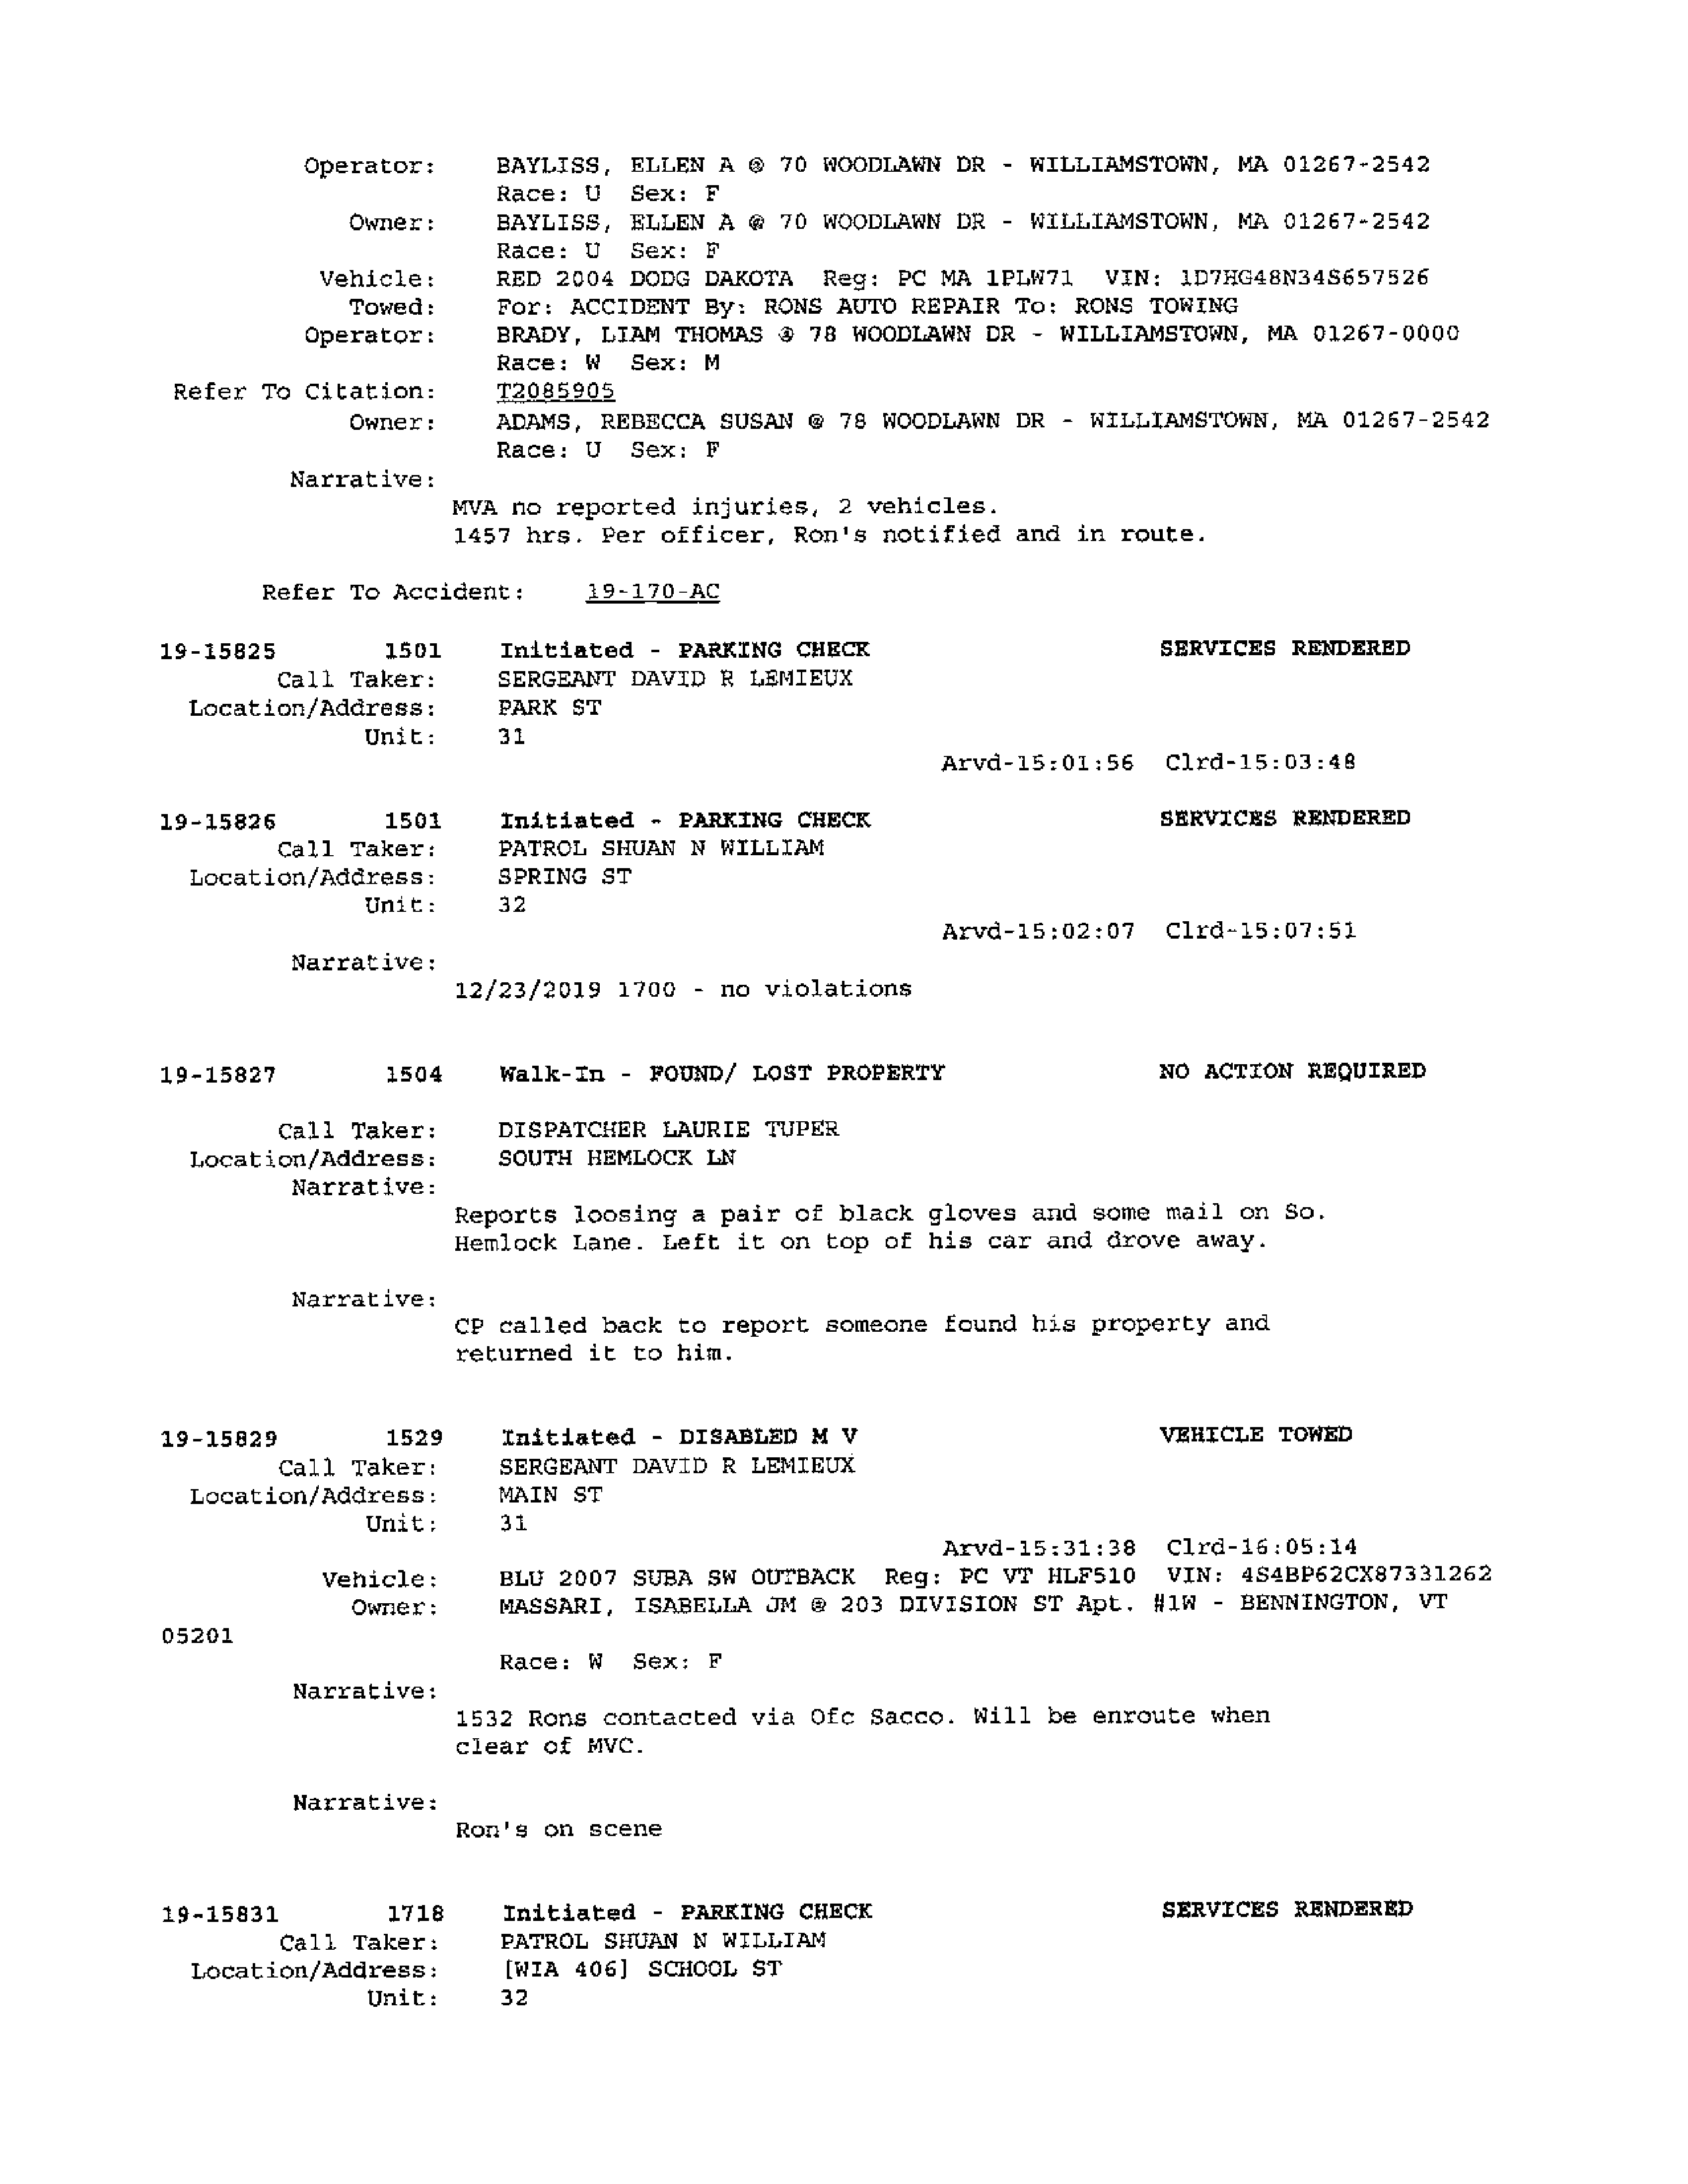 Operator: BAYLISS, ELLEN A @ 70 WOODLAWN DR - WILLIAMSTOWN, MA 01267-2542
Race: U Sex: F
Owner: BAYLISS, ELLEN A @ 70 WOODLAWN DR - WILLIAMSTOWN, MA 01267-2542
Race: U Sex: F
Vehicle: RED 2004 DODG DAKOTA Reg: PC MA 1PLW71 VIN: 1D7HG48N34S657526
Towed: For: ACCIDENT By: RONS AUTO REPAIR To: RONS TOWING
Operator: BRADY, LIAM THOMAS @ 78 WOODLAWN DR - WILLIAMSTOWN, MA 01267-0000
Race: W Sex: M
Refer To Citation: T2085905
Owner: ADAMS, REBECCA SUSAN @ 78 WOODLAWN DR - WILLIAMSTOWN, MA 01267-2542
Race: U Sex: F
Narrative:
MVA no reported injuries, 2 vehicles.
1457 hrs. Per officer, Ron's notified and in route.
Refer To Accident: 19-170-AC
19-15825 1501 Initiated - PARKING CHECK SERVICES RENDERED
Call Taker: SERGEANT DAVID R LEMIEUX
Location/Address: PARK ST
Unit: 31
Arvd-15:01:56 Clrd-15:03:48
19-15826 1501 Initiated - PARKING CHECK SERVICES RENDERED
Call Taker: PATROL SHUAN N WILLIAM
Location/Address: SPRING ST
Unit: 32
Arvd-15:02:07 Clrd-15:07:51
Narrative:
12/23/2019 1700 - no violations
19-15827 1504 Walk-In - FOUND/ LOST PROPERTY NO ACTION REQUIRED
Call Taker: DISPATCHER LAURIE TUPER
Location/Address: SOUTH HEMLOCK LN
Narrative:
Reports loosing a pair of black gloves and some mail on So.
Hemlock Lane. Left it on top of his car and drove away.
Narrative:
CP called back to report someone found his property and
returned it to him.
19-15829 1529 Initiated - DISABLED M V VEHICLE TOWED
Call Taker: SERGEANT DAVID R LEMIEUX
Location/Address: MAIN ST
Unit: 31
Arvd-15:31:38 Clrd-16:05:14
Vehicle: BLU 2007 SUBA SW OUTBACK Reg: PC VT HLF510 VIN: 4S4BP62CX87331262
Owner: MASSARI, ISABELLA JM @ 203 DIVISION ST Apt. #1W - BENNINGTON, VT
05201
Race: W Sex: F
Narrative:
1532 Rons contacted via Ofc Sacco. Will be enroute when
clear of MVC.
Narrative:
Ron's on scene
19-15831 1718 Initiated - PARKING CHECK SERVICES RENDERED
Call Taker: PATROL SHUAN N WILLIAM
Location/Address: [WIA 406] SCHOOL ST
Unit: 32